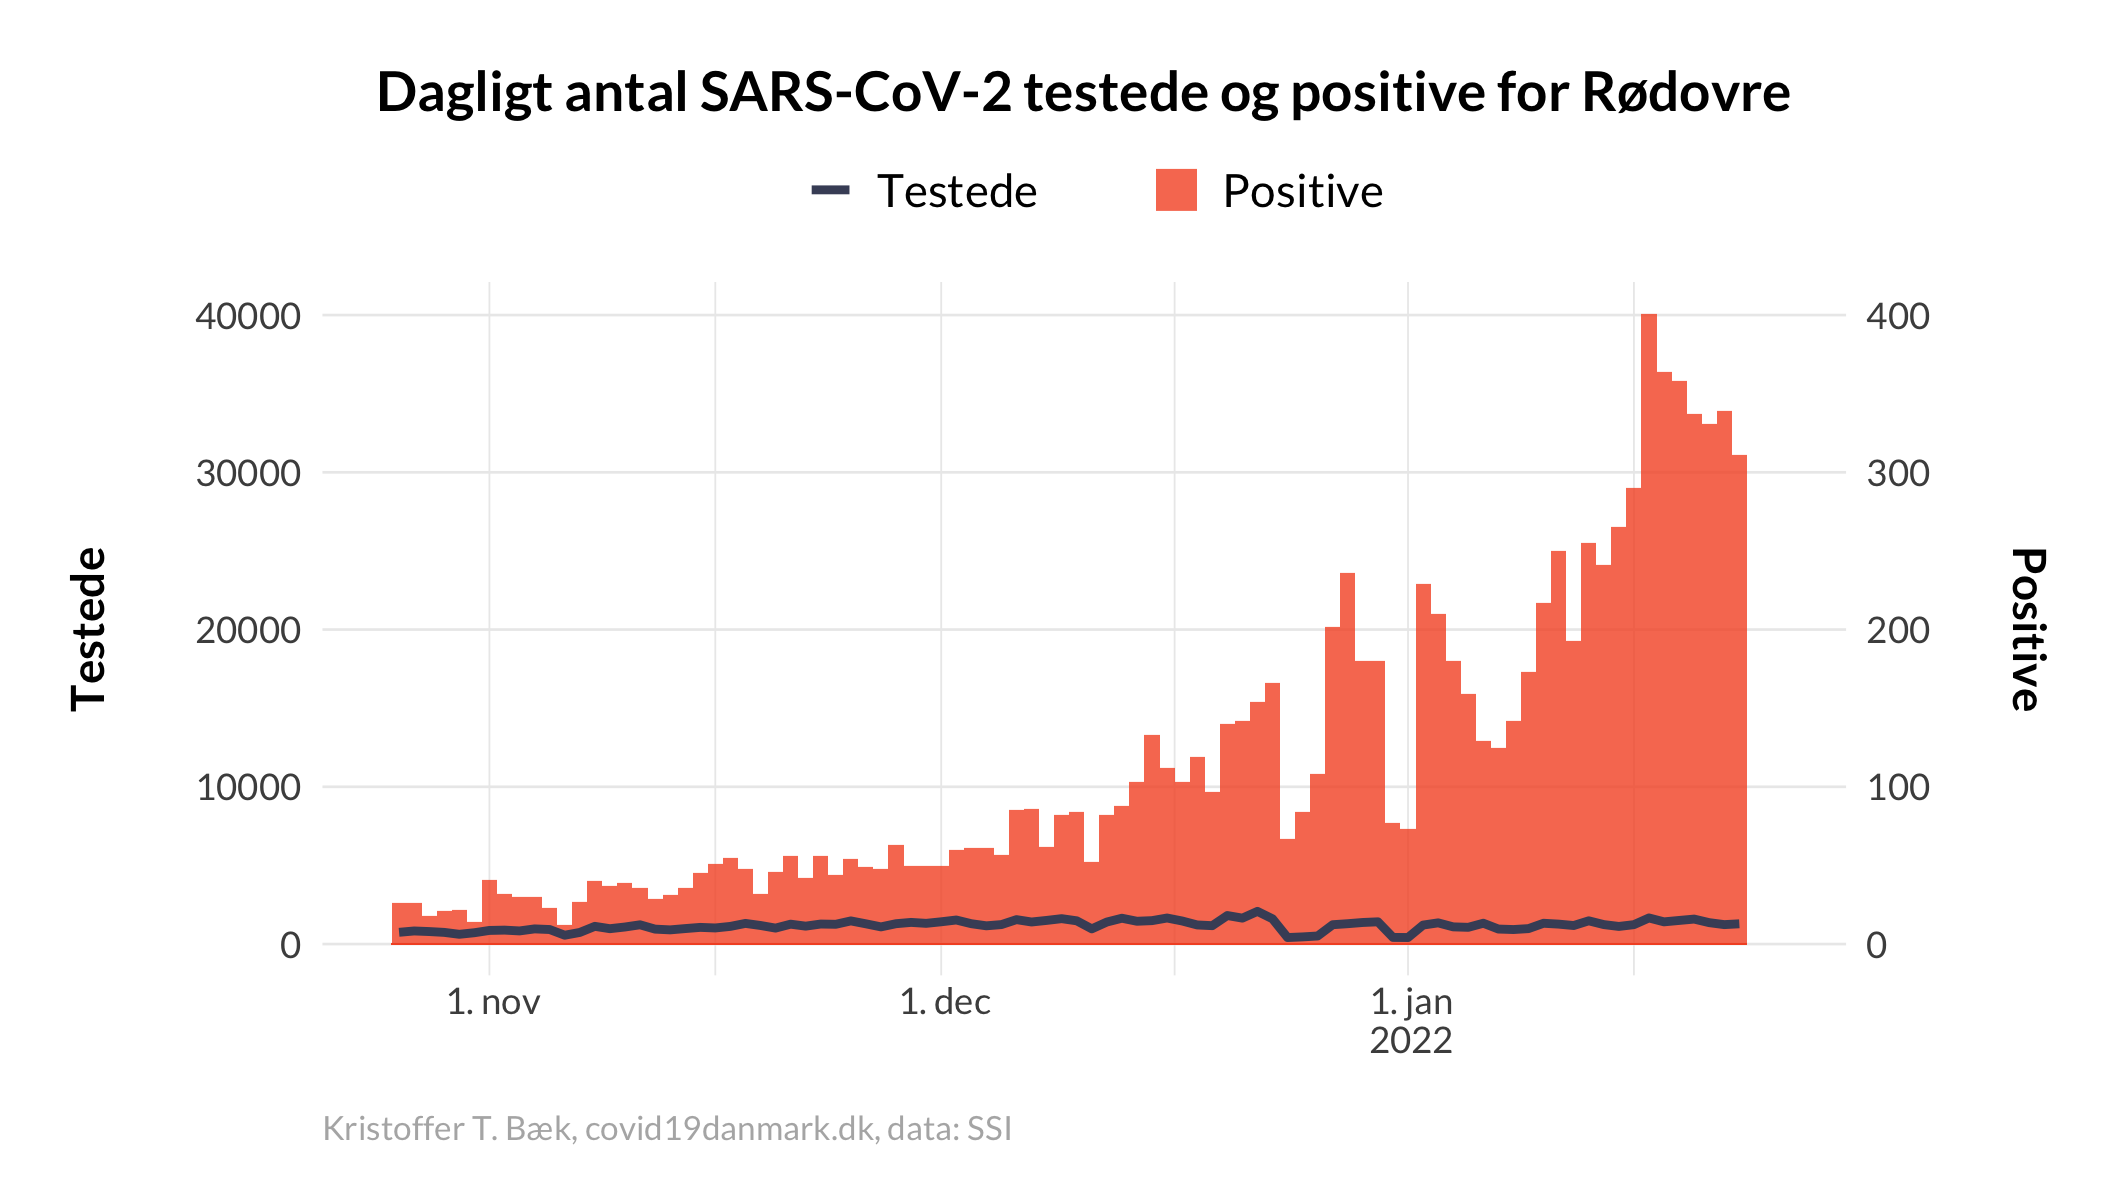 Dagligt antal SARS-CoV-2 testede og positive for Rødovre
Testede
Positive
40000
30000
20000
10000
0
Testede
400
300
200
100
0
Positive
1. nov
1. dec
1. jan
2022
Kristoffer T. Bæk, covid19danmark.dk, data: SSI